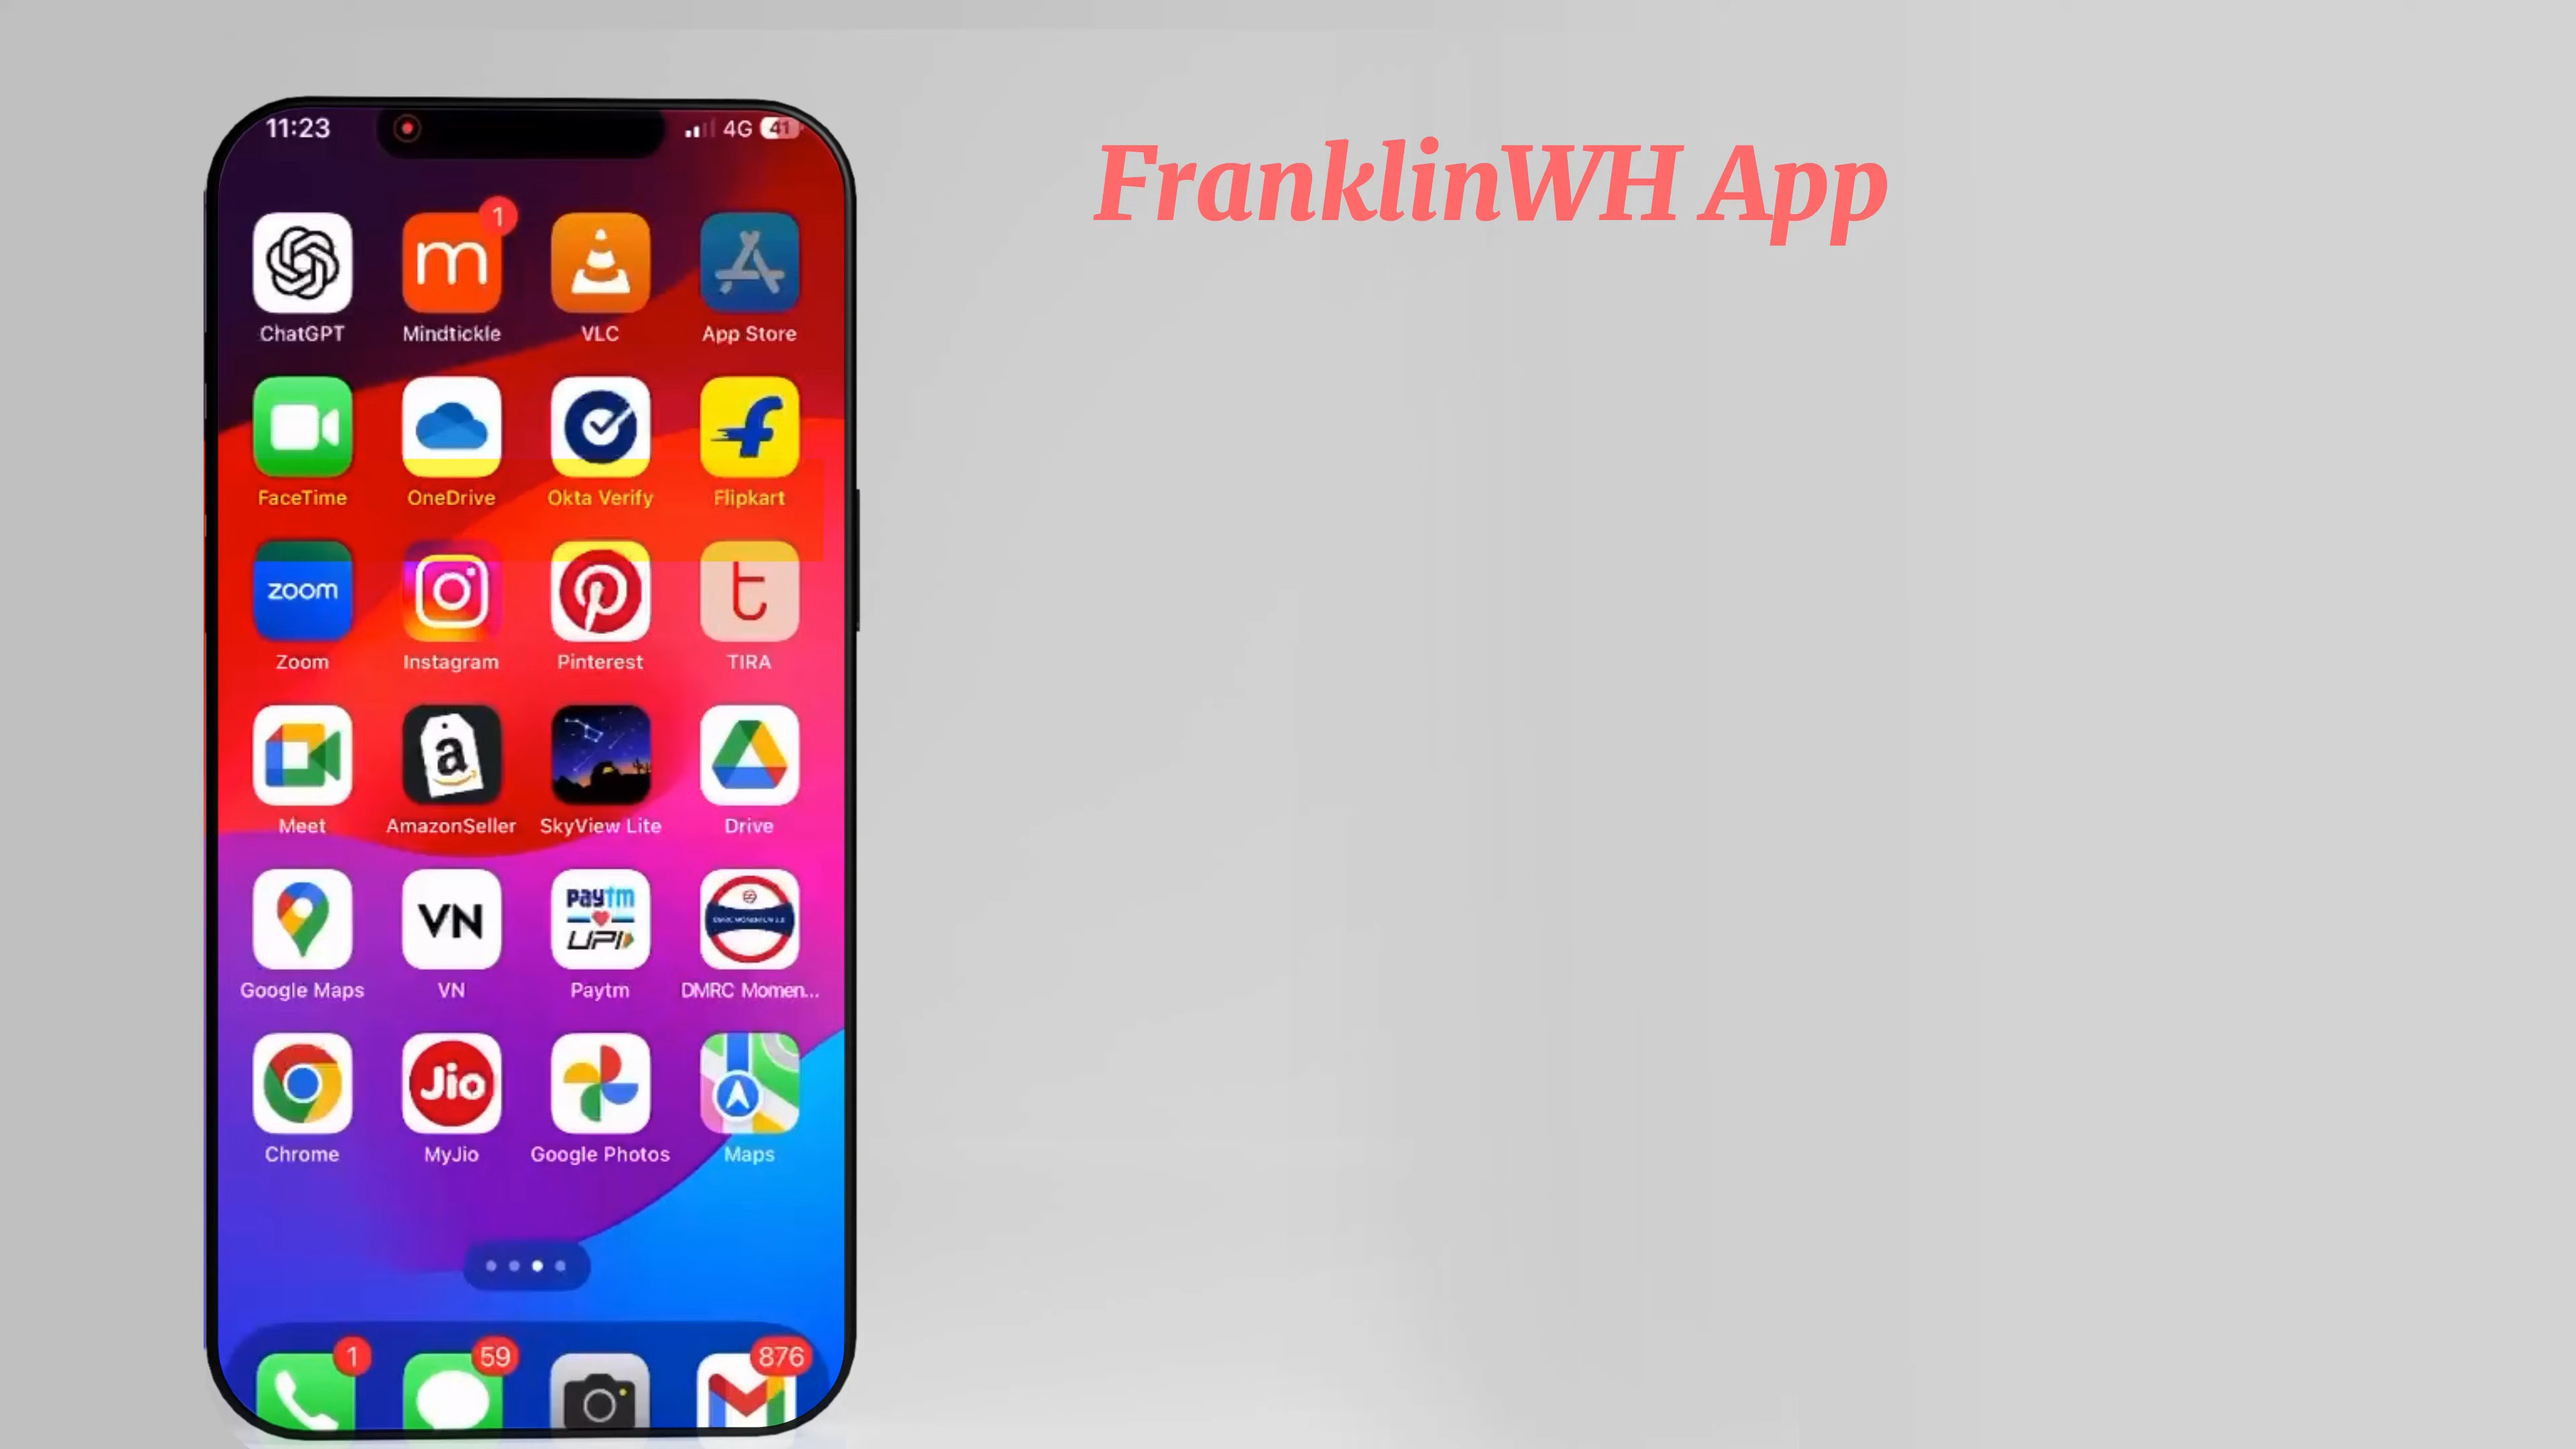 11:23
4G 41
FranklinWH App
1
ChatGPT Mindtickle VLC App Store
FaceTime OneDrive Okta Verify Flipkart
zoom
Zoom Instagram Pinterest TIRA
Meet AmazonSeller SkyView Lite Drive
VN
paytm
UPI
Google Maps VN Paytm DMRC Momen...
Jio
Chrome MyJio Google Photos Maps
1 59 876